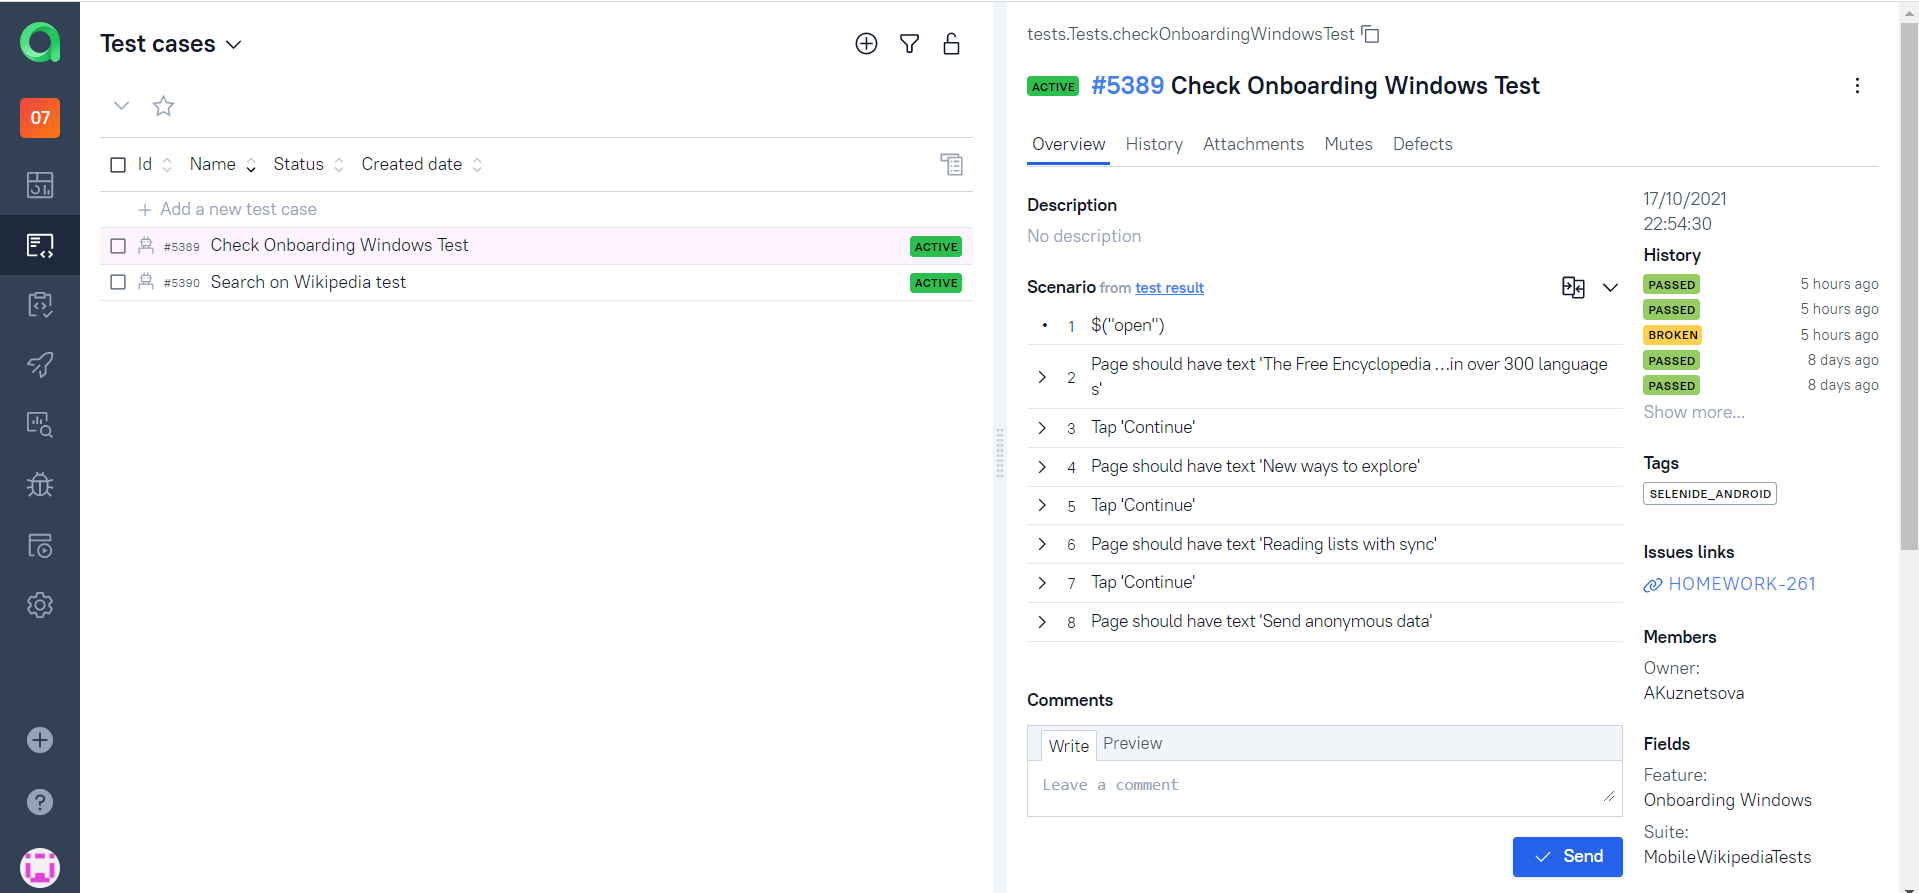 07
Test cases
Id Name Status Created date
Add a new test case
#5389 Check Onboarding Windows Test ACTIVE
#5390 Search on Wikipedia test ACTIVE
tests.Tests.checkOnboardingWindowsTest
ACTIVE #5389 Check Onboarding Windows Test
Overview History Attachments Mutes Defects
Description
No description
Scenario from test result
• 1 $("open")
2 Page should have text 'The Free Encyclopedia …in over 300 language
s'
3 Tap 'Continue'
4 Page should have text 'New ways to explore'
5 Tap 'Continue'
6 Page should have text 'Reading lists with sync'
7 Tap 'Continue'
8 Page should have text 'Send anonymous data'
Comments
Write Preview
Leave a comment
Send
17/10/2021
22:54:30
History
PASSED 5 hours ago
PASSED 5 hours ago
BROKEN 5 hours ago
PASSED 8 days ago
PASSED 8 days ago
Show more...
Tags
SELENIDE_ANDROID
Issues links
HOMEWORK-261
Members
Owner:
AKuznetsova
Fields
Feature:
Onboarding Windows
Suite:
MobileWikipediaTests